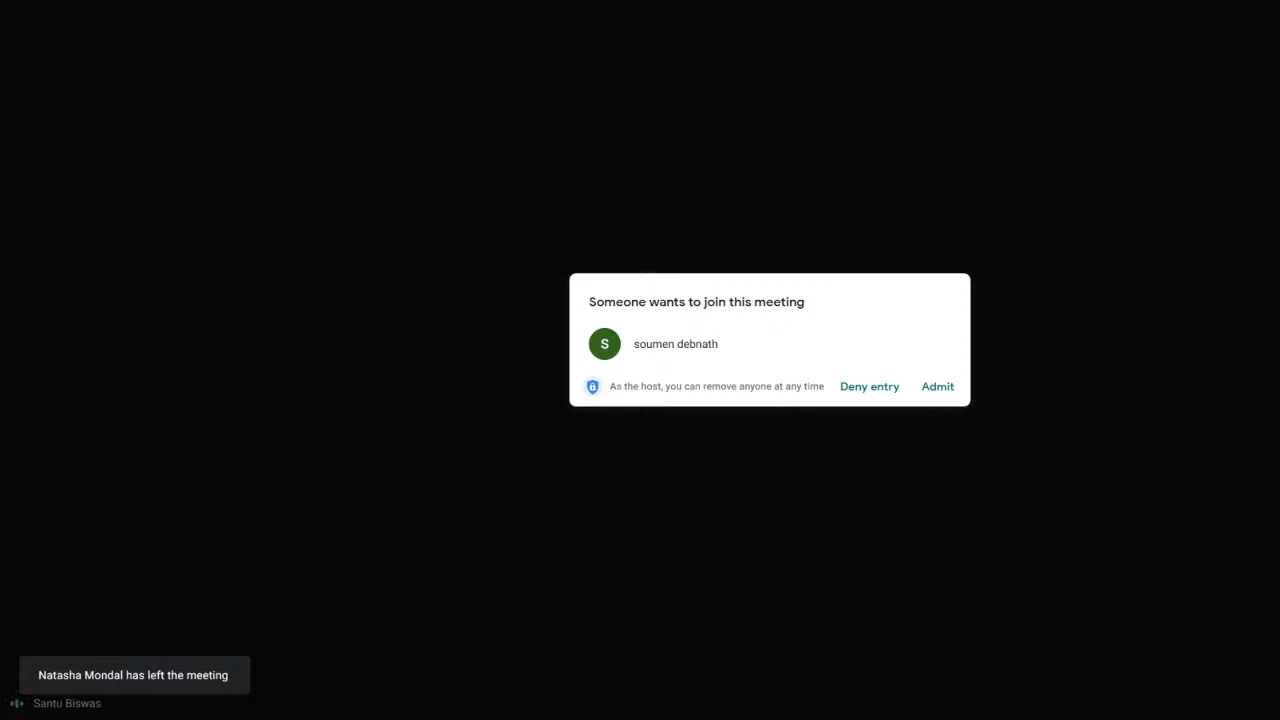 Someone wants to join this meeting
S
soumen debnath
As the host, you can remove anyone at any time
Deny entry
Admit
Natasha Mondal has left the meeting
Santu Biswas